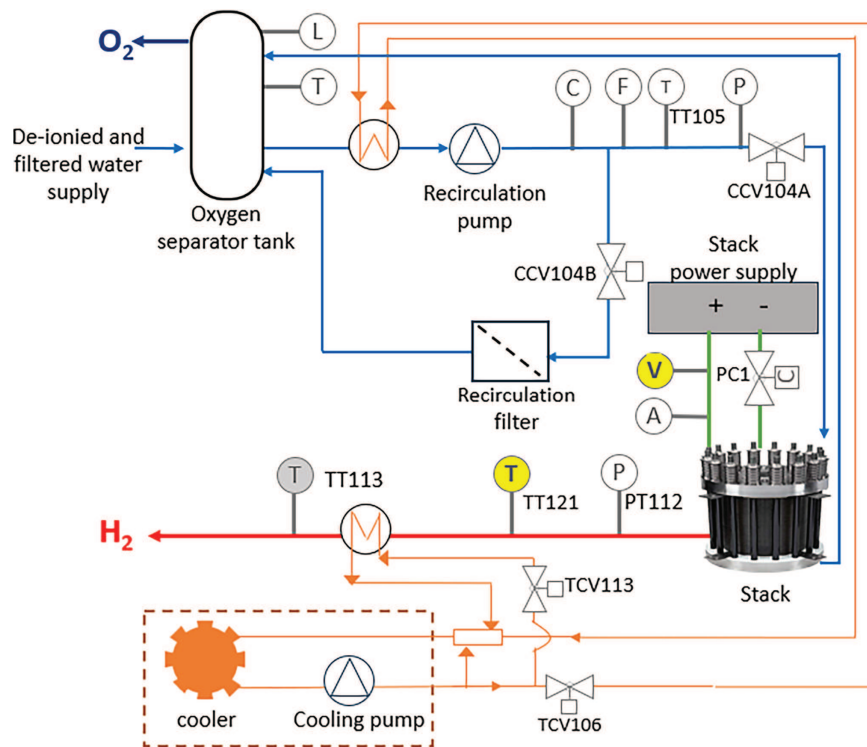 L
O2
T
C
F
T
P
TT105
De-ionied and
filtered water
supply
CCV104A
Oxygen
separator tank
Recirculation
pump
Stack
power supply
CCV104B
+ -
V
PC1
C
Recirculation
filter
A
T
TT113
T
TT121
P
PT112
H2
Stack
TCV113
cooler
Cooling pump
TCV106